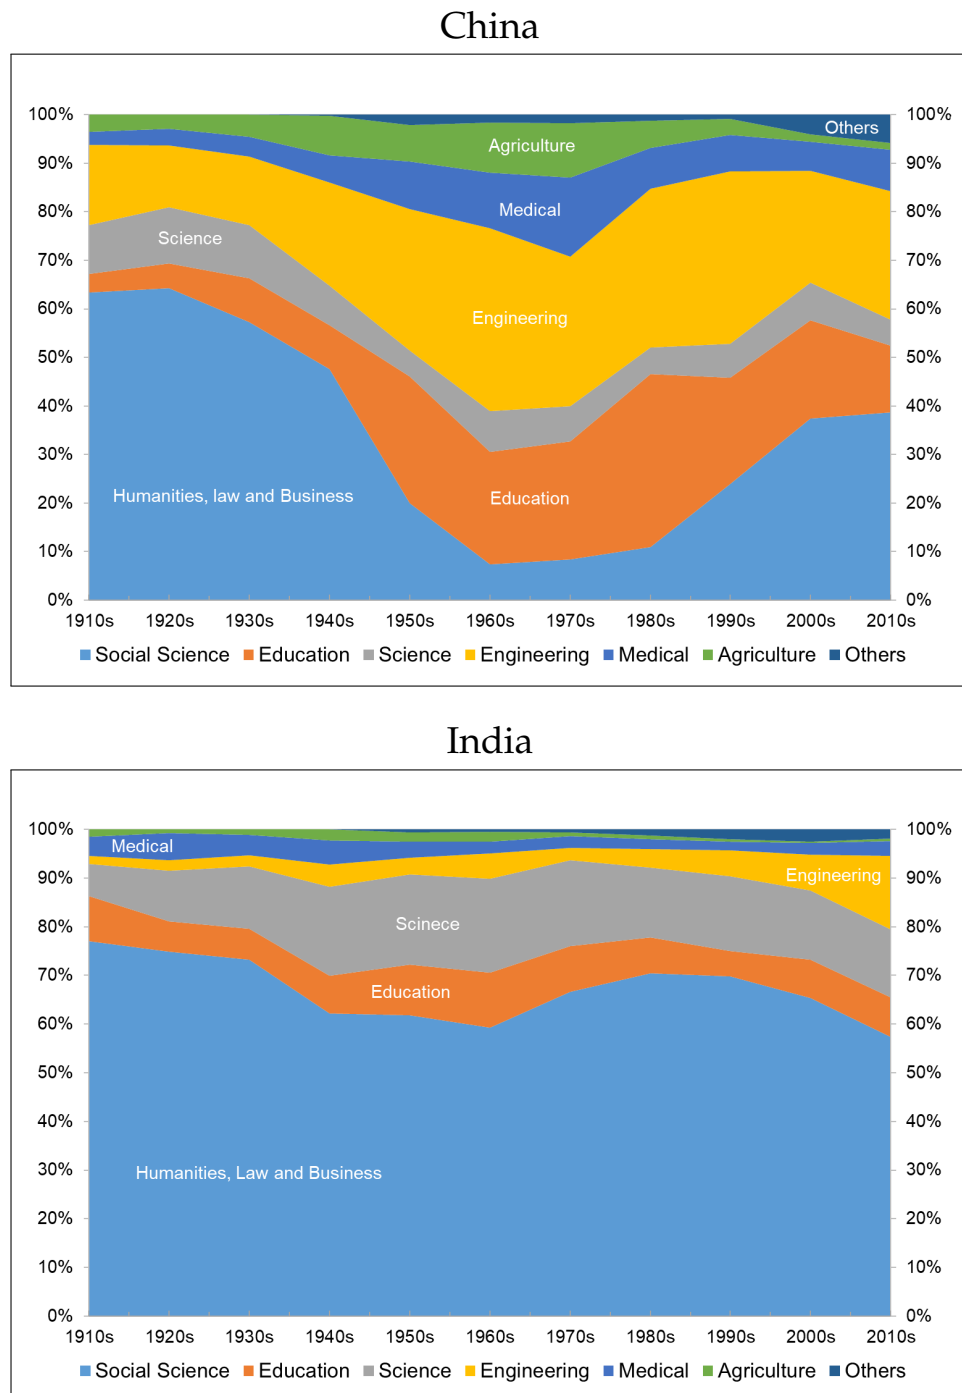 China
100% 100%
90% 90%
80% 80%
70% 70%
60% 60%
50% 50%
40% 40%
30% 30%
20% 20%
10% 10%
0% 0%
Others
Agriculture
Medical
Science
Engineering
Humanities, law and Business
Education
1910s 1920s 1930s 1940s 1950s 1960s 1970s 1980s 1990s 2000s 2010s
Social Science Education Science Engineering Medical Agriculture Others
India
100% 100%
90% 90%
80% 80%
70% 70%
60% 60%
50% 50%
40% 40%
30% 30%
20% 20%
10% 10%
0% 0%
Medical
Engineering
Scinece
Education
Humanities, Law and Business
1910s 1920s 1930s 1940s 1950s 1960s 1970s 1980s 1990s 2000s 2010s
Social Science Education Science Engineering Medical Agriculture Others